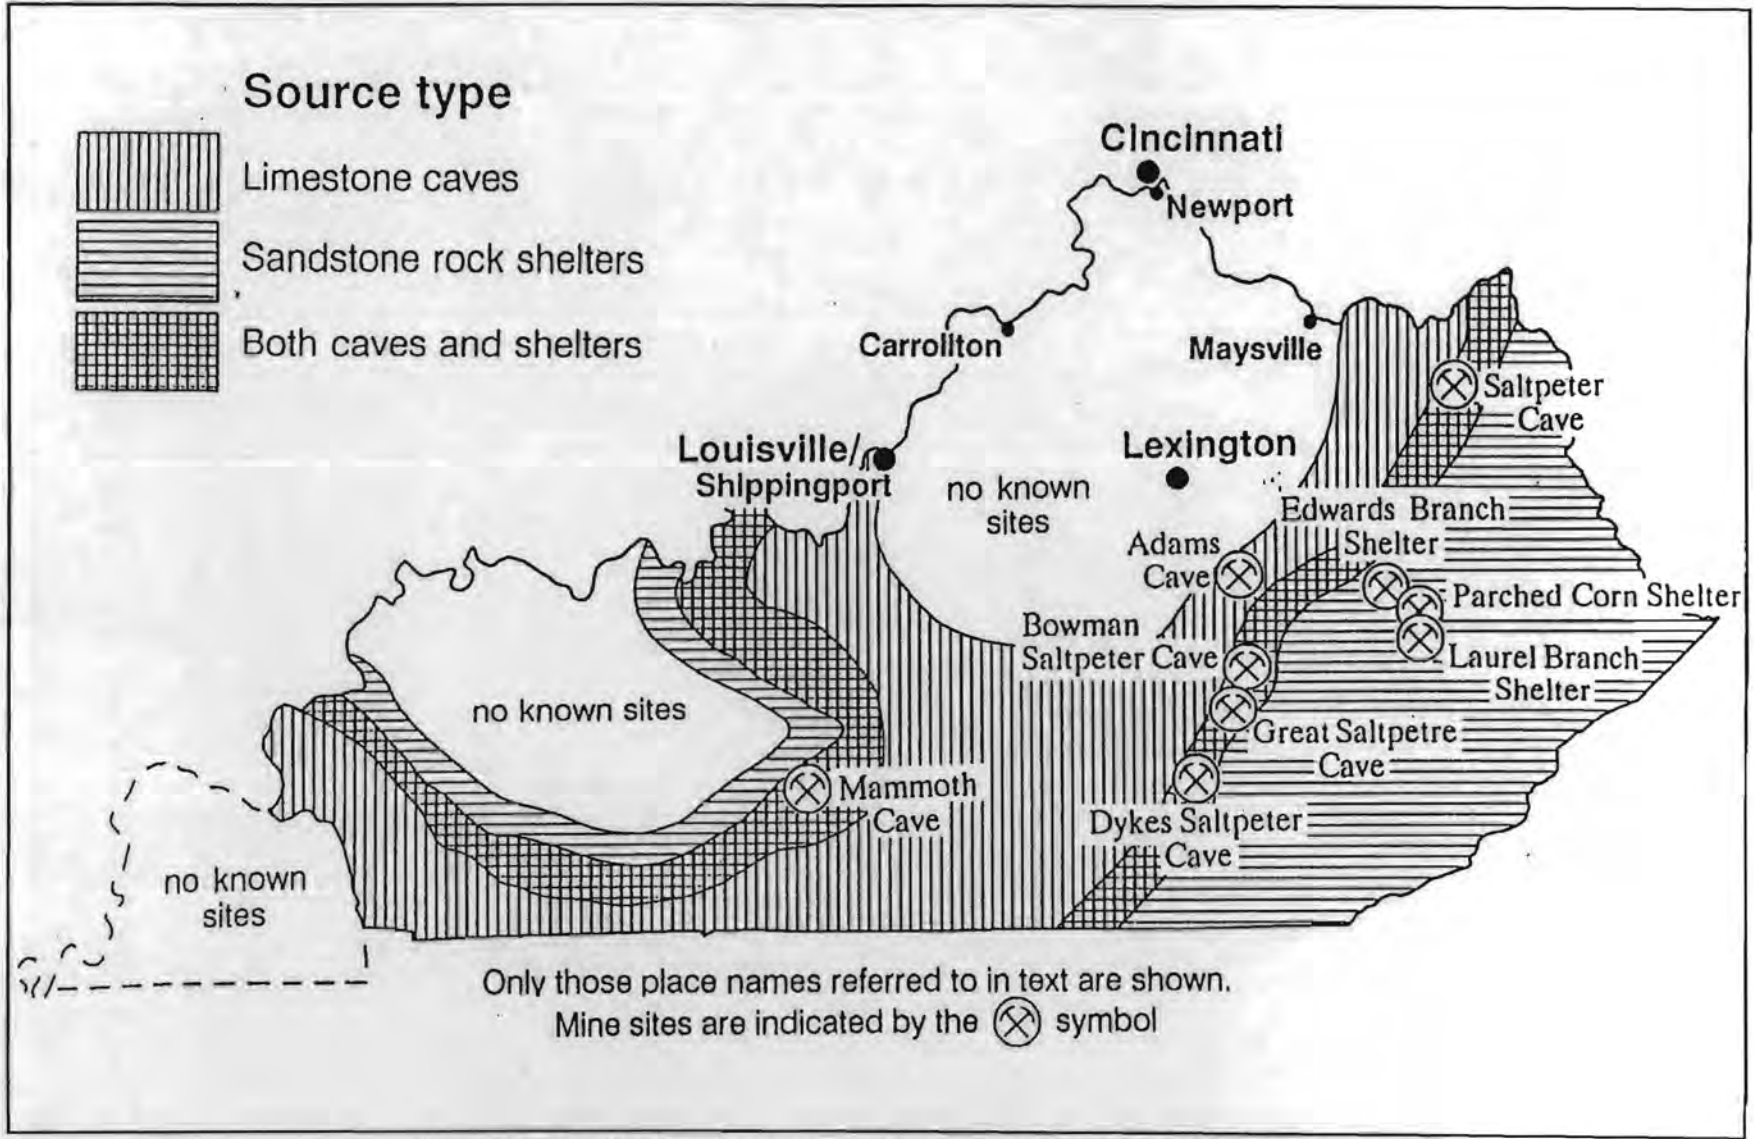 Source type
Limestone caves
Sandstone rock shelters
Both caves and shelters
Cincinnati
Newport
Carrollton
Maysville
Saltpeter
Cave
Louisville/
Shippingport
Lexington
no known
sites
Edwards Branch
Shelter
Adams
Cave
Parched Corn Shelter
Bowman
Saltpeter Cave
Laurel Branch
Shelter
no known sites
Great Saltpetre
Cave
Mammoth
Cave
Dykes Saltpeter
Cave
no known
sites
Only those place names referred to in text are shown.
Mine sites are indicated by the symbol